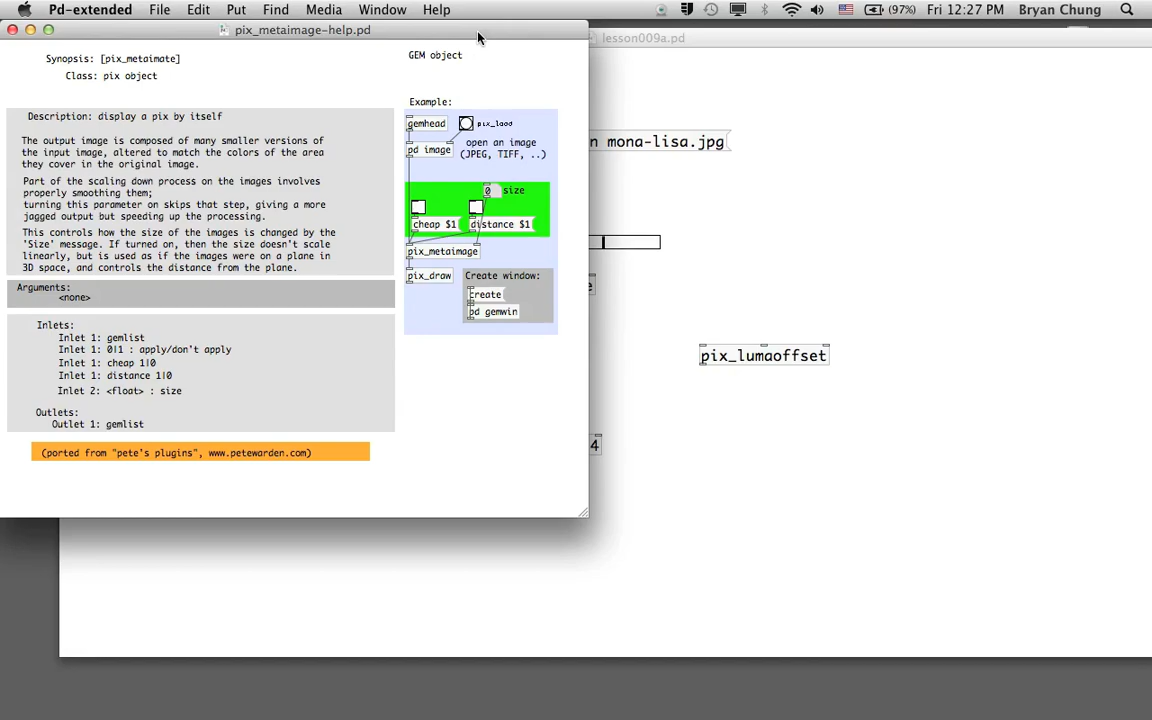 Pd-extended File Edit Put Find Media Window Help (97%) Fri 12:27 PM Bryan Chung
pix_metaimage-help.pd
lesson009a.pd
Synopsis: [pix_metaimate]
Class: pix object
GEM object
Description: display a pix by itself
The output image is composed of many smaller versions of
the input image, altered to match the colors of the area
they cover in the original image.
Part of the scaling down process on the images involves
properly smoothing them;
turning this parameter on skips that step, giving a more
jagged output but speeding up the processing.
This controls how the size of the images is changed by the
'Size' message. If turned on, then the size doesn't scale
linearly, but is used as if the images were on a plane in
3D space, and controls the distance from the plane.
Arguments:
<none>
Inlets:
Inlet 1: gemlist
Inlet 1: 0|1 : apply/don't apply
Inlet 1: cheap 1|0
Inlet 1: distance 1|0
Inlet 2: <float> : size
Outlets:
Outlet 1: gemlist
(ported from "pete's plugins", www.petewarden.com)
Example:
gemhead
pix_laod
pd image
open an image
(JPEG, TIFF, ..)
0 size
cheap $1
distance $1
pix_metaimage
pix_draw
Create window:
create
pd gemwin
n mona-lisa.jpg
e
pix_lumaoffset
4